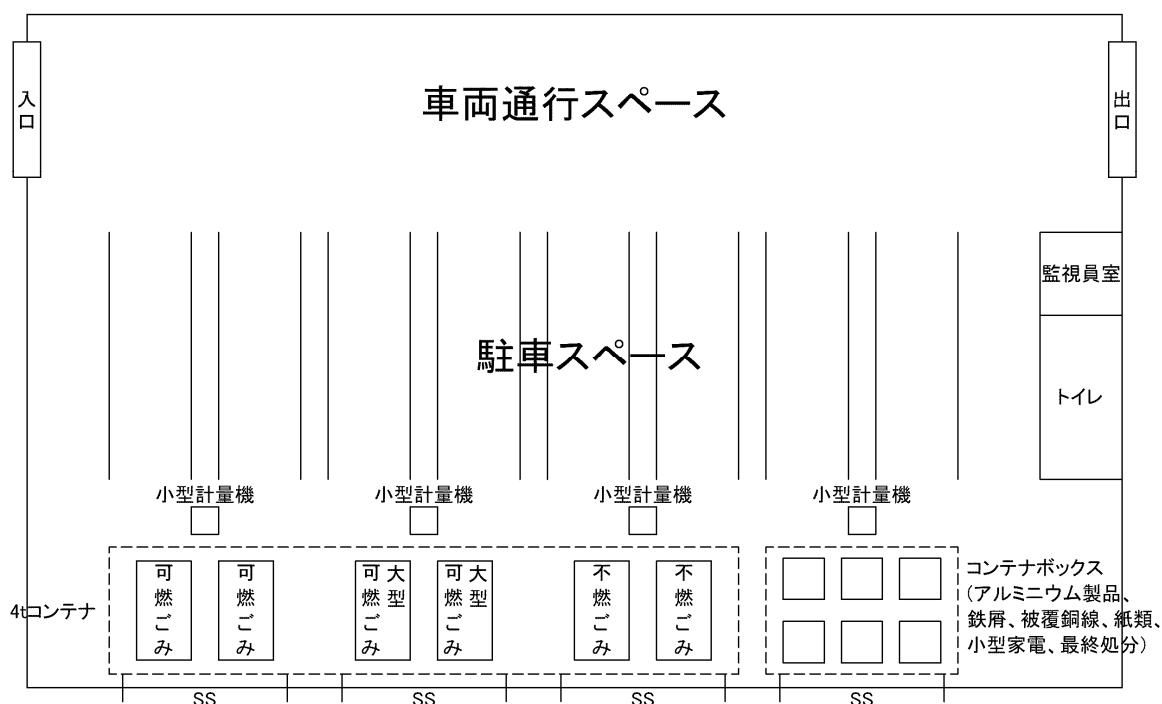 入口
車両通行スペース
出口
監視員室
駐車スペース
トイレ
小型計量機
小型計量機
小型計量機
小型計量機
4tコンテナ
可燃ごみ
可燃ごみ
大型
可燃ごみ
大型
可燃ごみ
不燃ごみ
不燃ごみ
コンテナボックス
(アルミニウム製品、
鉄屑、被覆銅線、紙類、
小型家電、最終処分)
SS
SS
SS
SS